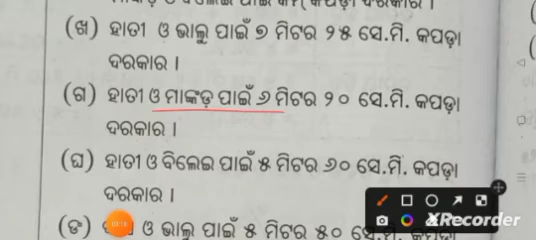 (ଖ) ହାତୀ ଓ ଭାଲୁ ପାଇଁ ୭ ମିଟର ୨୫ ସେ.ମି. କପଡ଼ା
ଦରକାର ।
(ଗ) ହାତୀ ଓ ମାଙ୍କଡ଼ ପାଇଁ ୬ ମିଟର ୨୦ ସେ.ମି. କପଡ଼ା
ଦରକାର ।
(ଘ) ହାତୀ ଓ ବିଲେଇ ପାଇଁ ୫ ମିଟର ୬୦ ସେ.ମି. କପଡ଼ା
ଦରକାର ।
(ଙ) ଓ ଭାଲୁ ପାଇଁ ୫ ମିଟର ୫୦
XRecorder